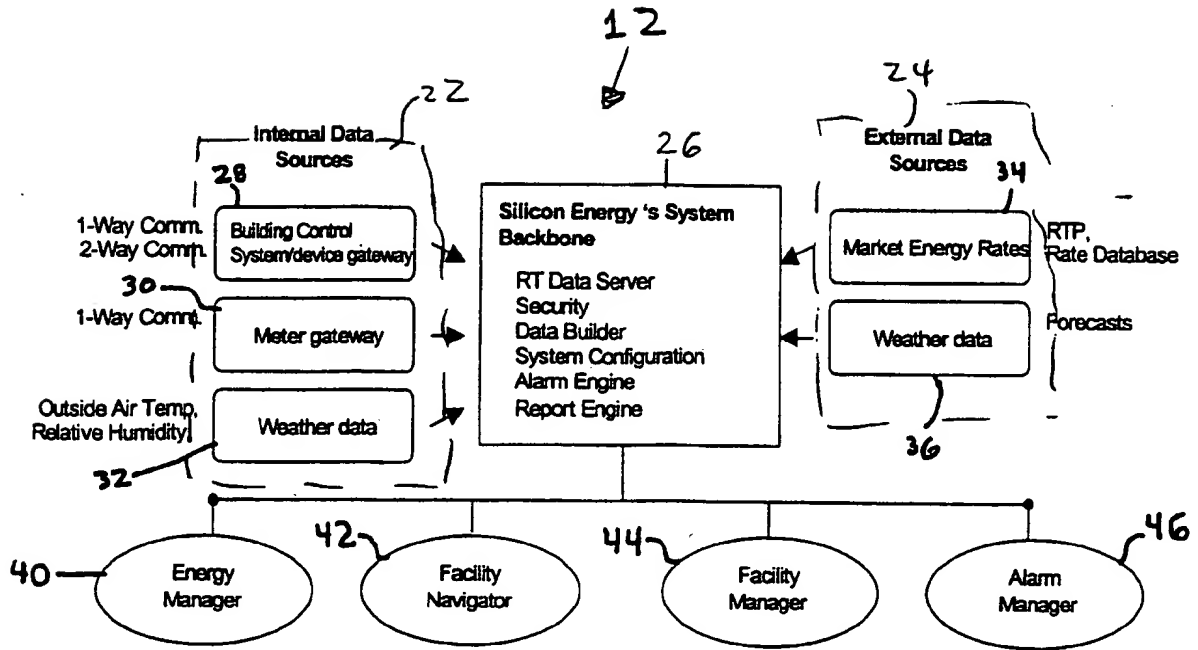 12
22
24
Internal Data
Sources
26
External Data
Sources
28
34
1-Way Comm.
2-Way Comm.
Building Control
System/device gateway
Silicon Energy 's System
Backbone
Market Energy Rates
RTP,
Rate Database
30
1-Way Comm.
Meter gateway
RT Data Server
Security
Data Builder
System Configuration
Alarm Engine
Report Engine
Weather data
Forecasts
Outside Air Temp,
Relative Humidity
Weather data
32
36
40
Energy
Manager
42
Facility
Navigator
44
Facility
Manager
46
Alarm
Manager